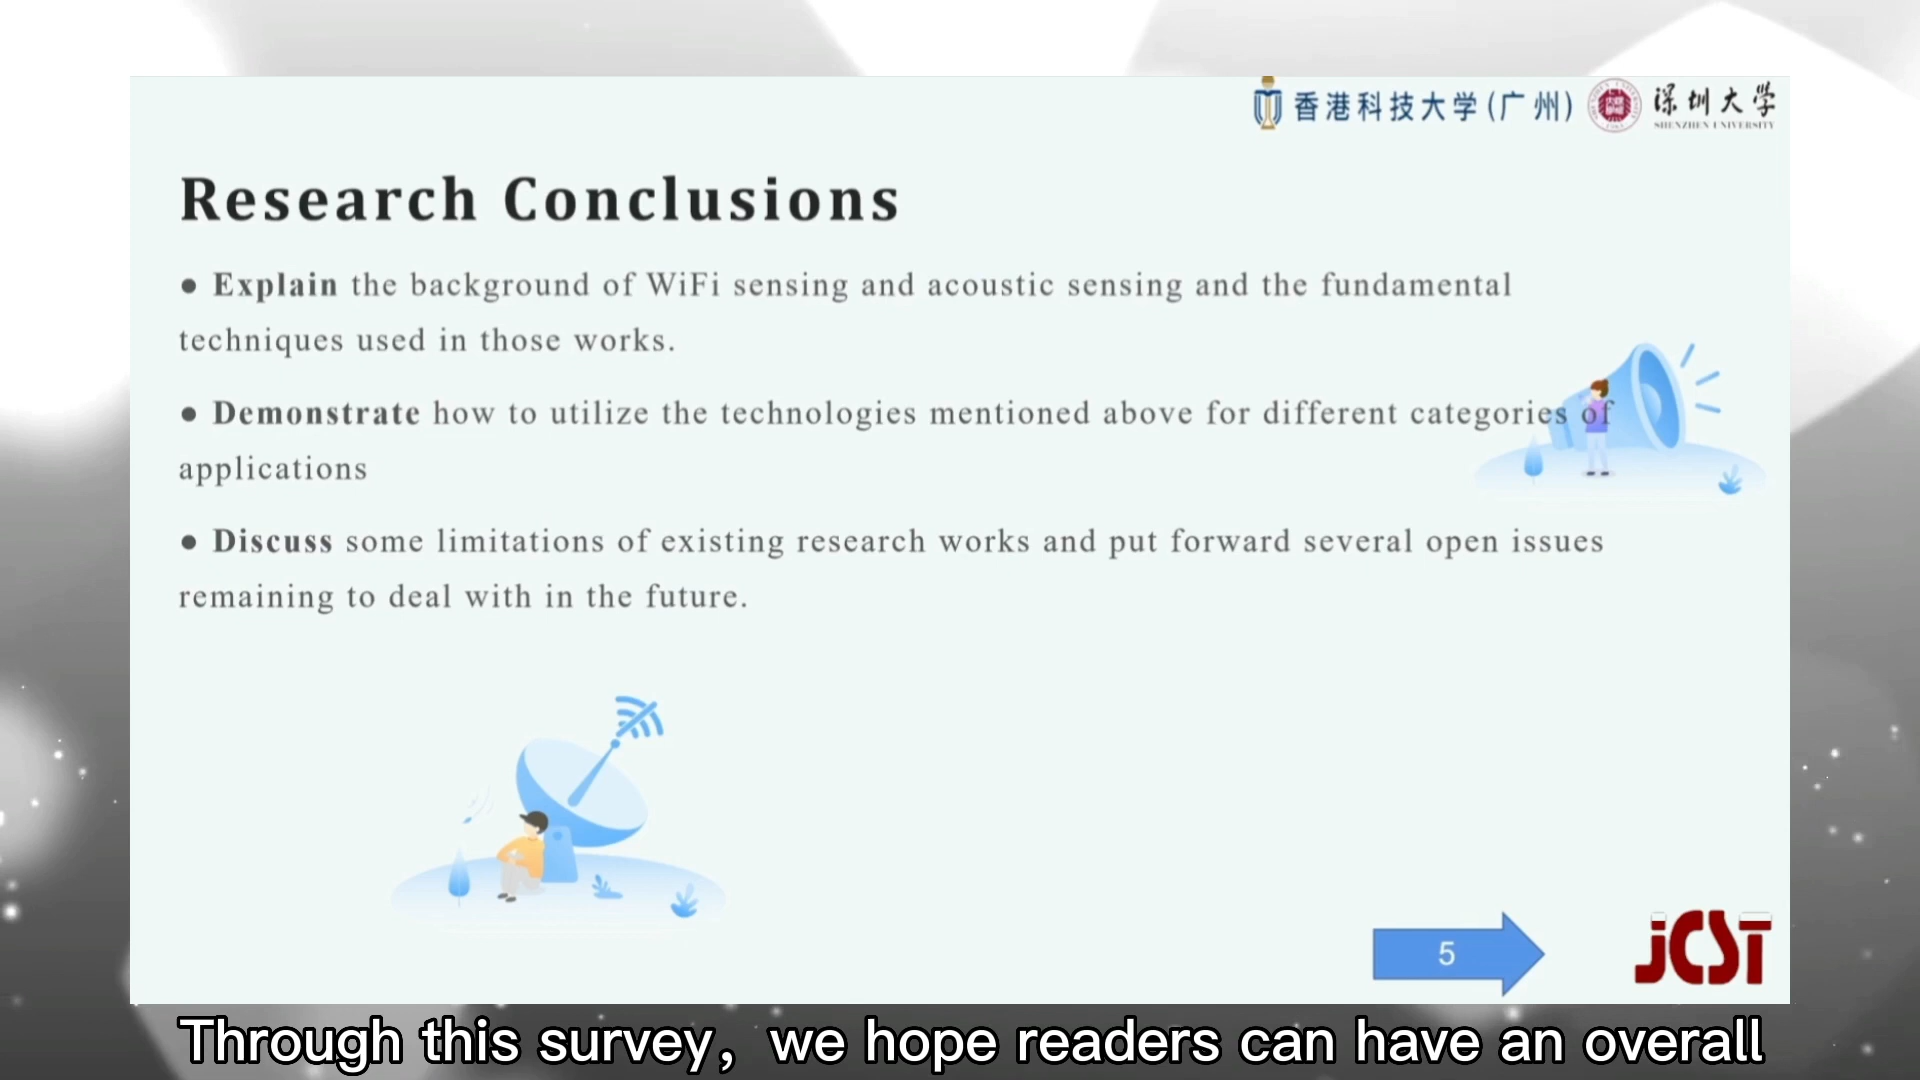 香港科技大学(广州)
深圳大学
SHENZHEN UNIVERSITY
Research Conclusions
● Explain the background of WiFi sensing and acoustic sensing and the fundamental
techniques used in those works.
● Demonstrate how to utilize the technologies mentioned above for different categories of
applications
● Discuss some limitations of existing research works and put forward several open issues
remaining to deal with in the future.
5
JCST
Through this survey， we hope readers can have an overall